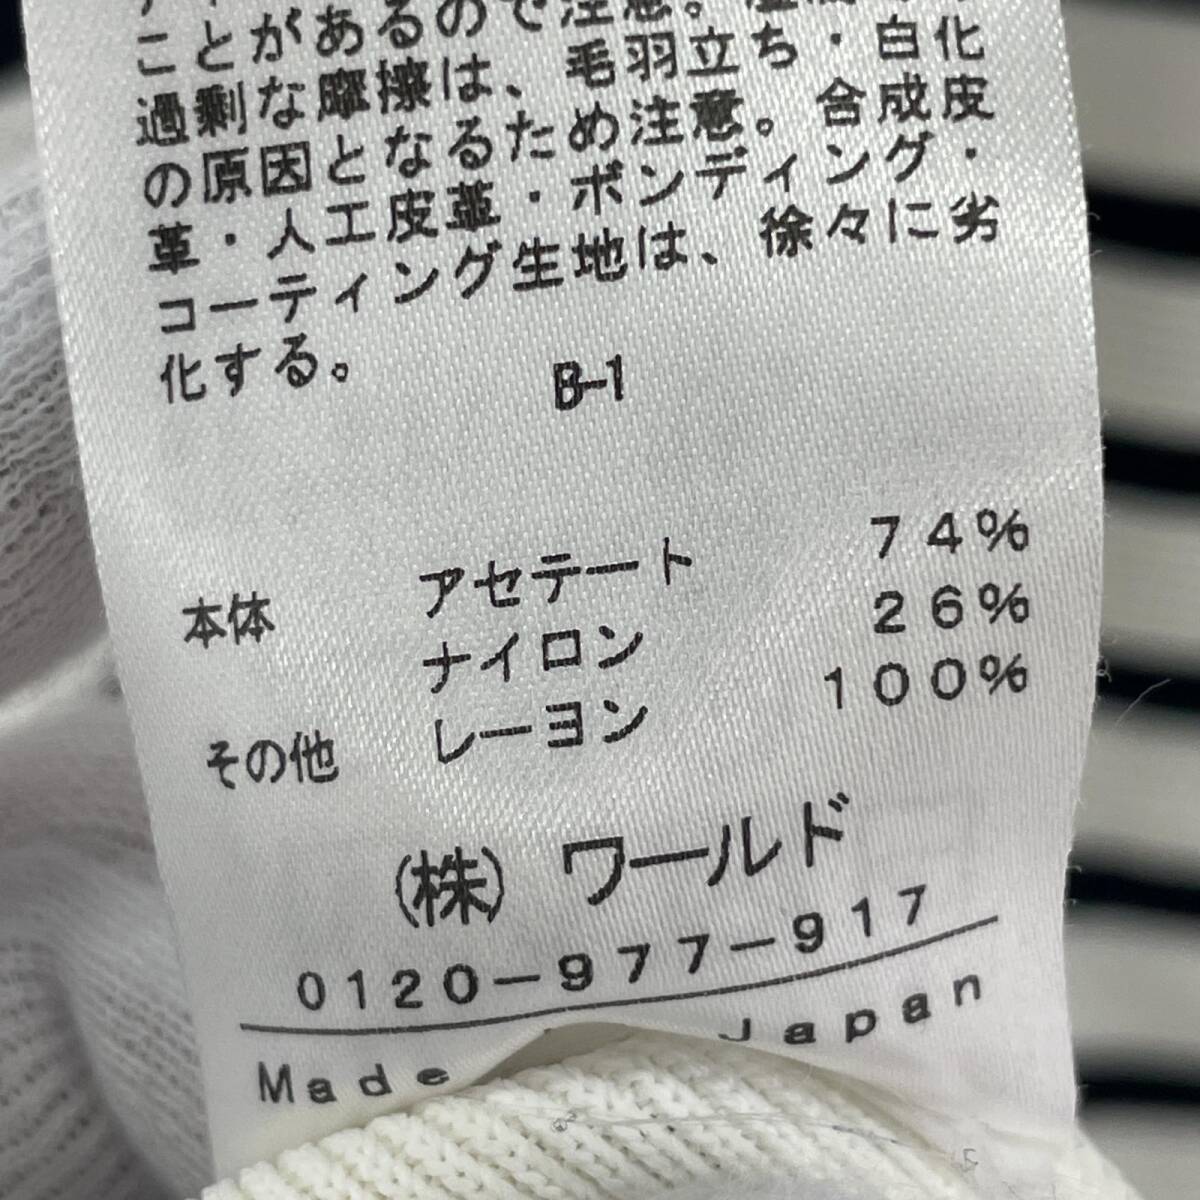 ことがあるので注意。
過剰な摩擦は、毛羽立ち・白化
の原因となるため注意。合成皮
革・人工皮革・ボンディング・
コーティング生地は、徐々に劣
化する。
B-1
本体 アセテート 74%
ナイロン 26%
その他 レーヨン 100%
(株) ワールド
0120-977-917
Made Japan